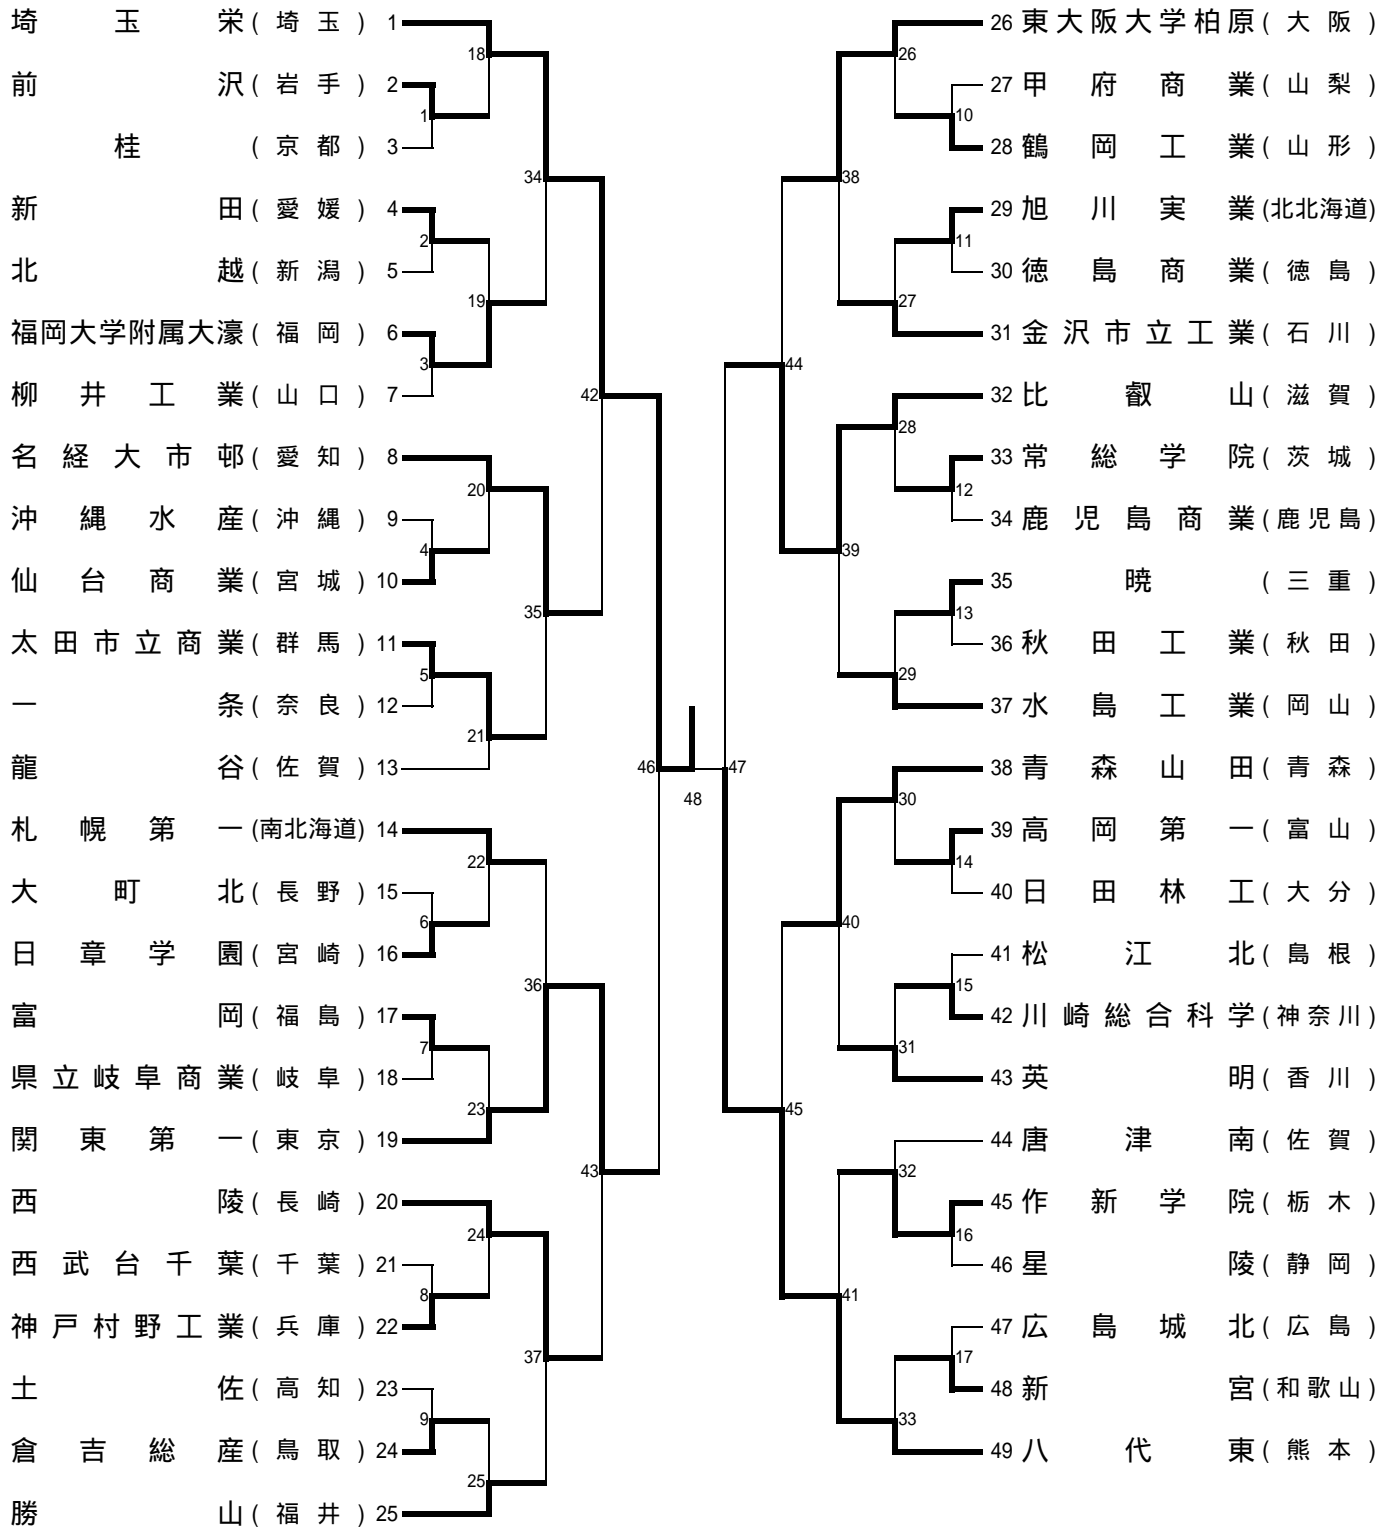 埼玉栄(埼玉) 1
前沢(岩手) 2
桂(京都) 3
新田(愛媛) 4
北越(新潟) 5
福岡大学附属大濠(福岡) 6
柳井工業(山口) 7
名経大市邨(愛知) 8
沖縄水産(沖縄) 9
仙台商業(宮城) 10
太田市立商業(群馬) 11
一条(奈良) 12
龍谷(佐賀) 13
札幌第一(南北海道) 14
大町北(長野) 15
日章学園(宮崎) 16
富岡(福島) 17
県立岐阜商業(岐阜) 18
関東第一(東京) 19
西陵(長崎) 20
西武台千葉(千葉) 21
神戸村野工業(兵庫) 22
土佐(高知) 23
倉吉総産(鳥取) 24
勝山(福井) 25
18
1
34
2
19
3
42
20
4
35
5
21
46
22
6
36
7
23
43
24
8
37
9
25
48
26 東大阪大学柏原(大阪)
27 甲府商業(山梨)
28 鶴岡工業(山形)
29 旭川実業(北北海道)
30 徳島商業(徳島)
31 金沢市立工業(石川)
32 比叡山(滋賀)
33 常総学院(茨城)
34 鹿児島商業(鹿児島)
35 暁(三重)
36 秋田工業(秋田)
37 水島工業(岡山)
38 青森山田(青森)
39 高岡第一(富山)
40 日田林工(大分)
41 松江北(島根)
42 川崎総合科学(神奈川)
43 英明(香川)
44 唐津南(佐賀)
45 作新学院(栃木)
46 星陵(静岡)
47 広島城北(広島)
48 新宮(和歌山)
49 八代東(熊本)
26
10
38
11
27
44
28
12
39
13
29
47
30
14
40
15
31
45
32
16
41
17
33